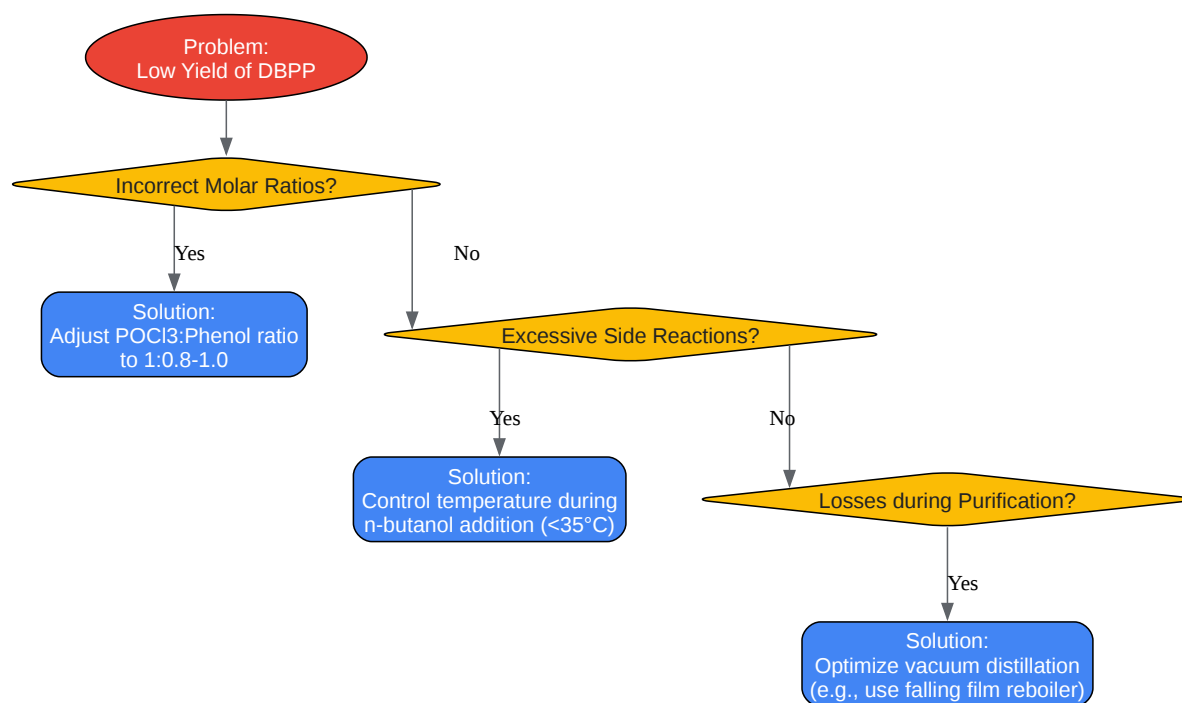 Problem:
Low Yield of DBPP
Incorrect Molar Ratios?
Yes
No
Solution:
Adjust POCl3:Phenol ratio
to 1:0.8-1.0
Excessive Side Reactions?
Yes
No
Solution:
Control temperature during
n-butanol addition (<35°C)
Losses during Purification?
Yes
Solution:
Optimize vacuum distillation
(e.g., use falling film reboiler)